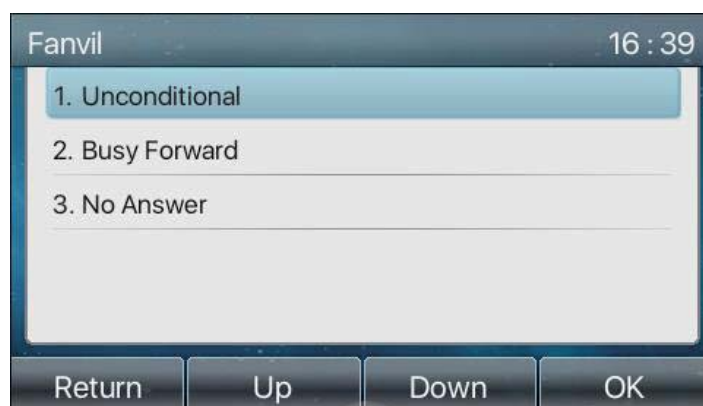 Fanvil 16 : 39
1. Unconditional
2. Busy Forward
3. No Answer
Return Up Down OK